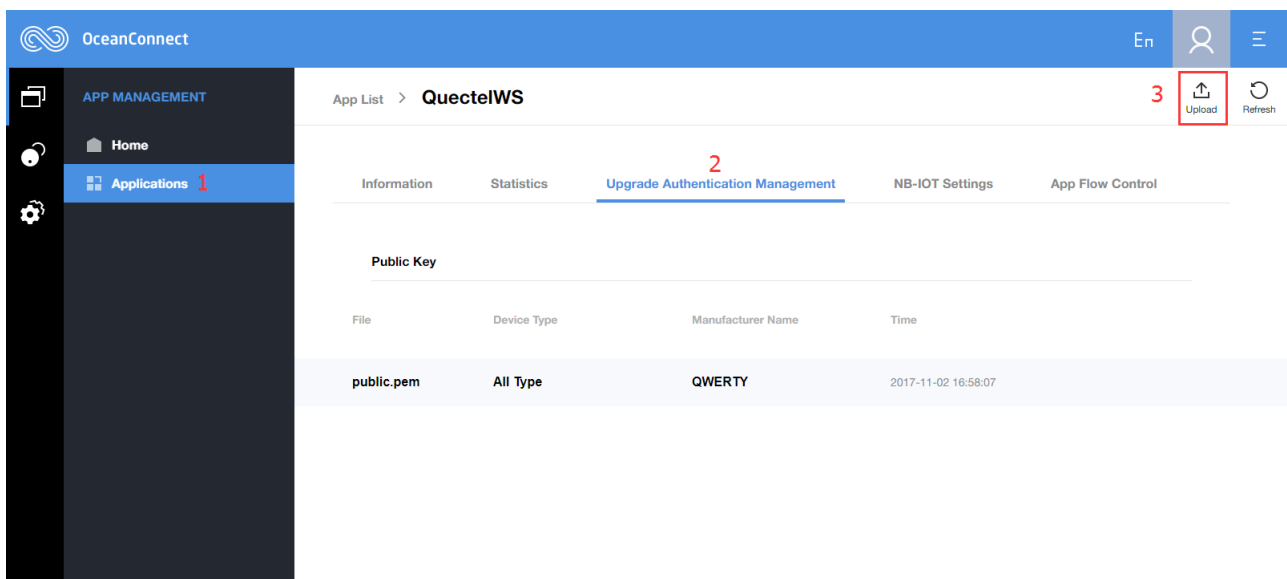 OceanConnect En
APP MANAGEMENT
Home
Applications 1
App List > QuectelWS 3 Upload Refresh
2
Information Statistics Upgrade Authentication Management NB-IOT Settings App Flow Control
Public Key
File Device Type Manufacturer Name Time
public.pem All Type QWERTY 2017-11-02 16:58:07